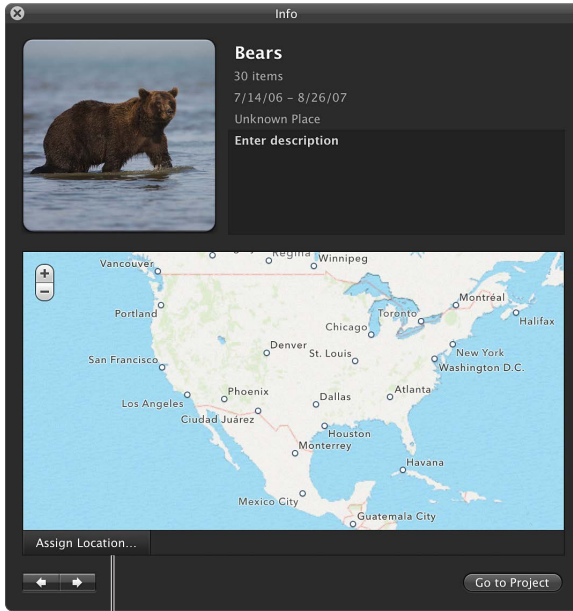 Info
Bears
30 items
7/14/06 – 8/26/07
Unknown Place
Enter description
Regina
Winnipeg
Vancouver
Montréal
Portland
Toronto
Halifax
Chicago
Denver
St. Louis
New York
San Francisco
Washington D.C.
Phoenix
Atlanta
Los Angeles
Dallas
Ciudad Juárez
Houston
Monterrey
Havana
Mexico City
Guatemala City
Assign Location...
Go to Project